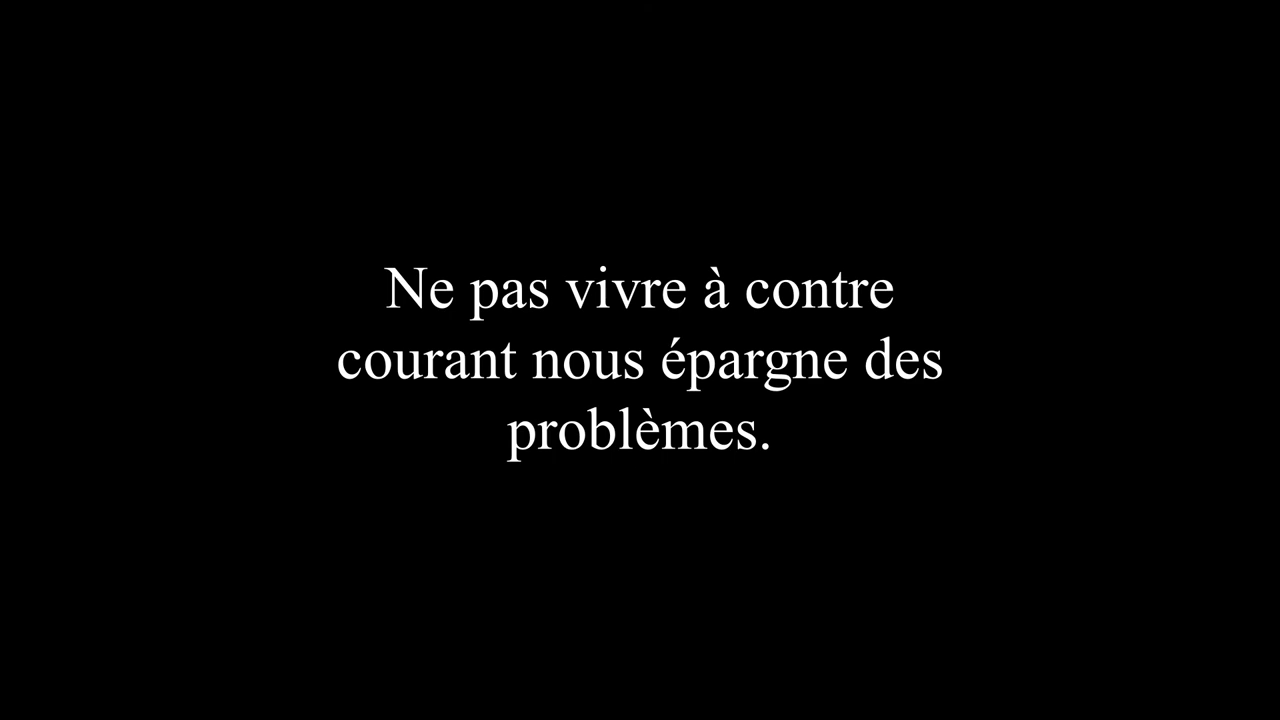 Ne pas vivre à contre
courant nous épargne des
problèmes.